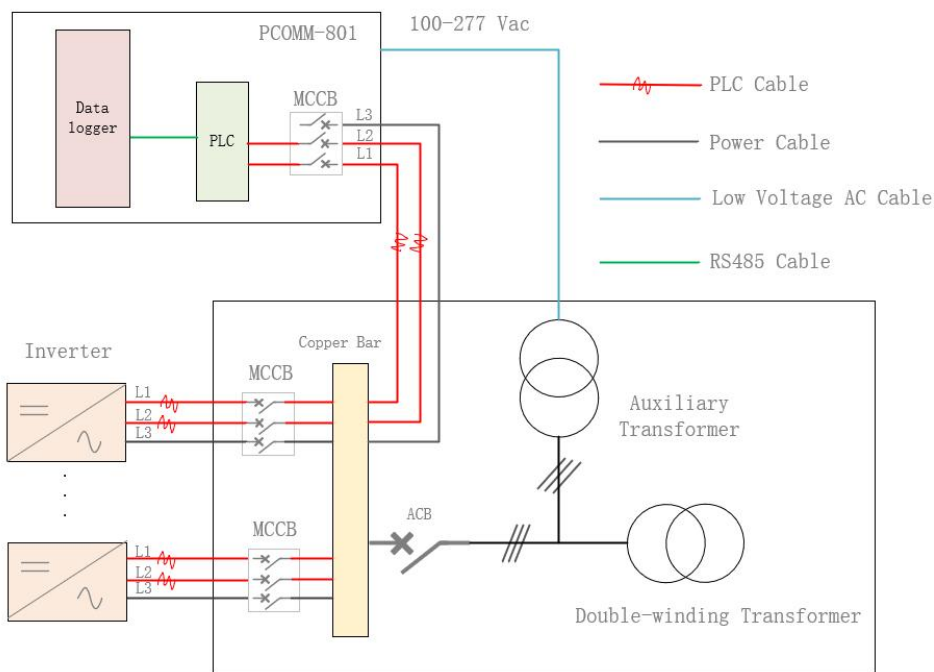 PCOMM-801
100-277 Vac
Data
logger
PLC
MCCB
L3
L2
L1
PLC Cable
Power Cable
Low Voltage AC Cable
RS485 Cable
Inverter
Copper Bar
MCCB
L1
L2
L3
Auxiliary
Transformer
MCCB
L1
L2
L3
ACB
Double-winding Transformer